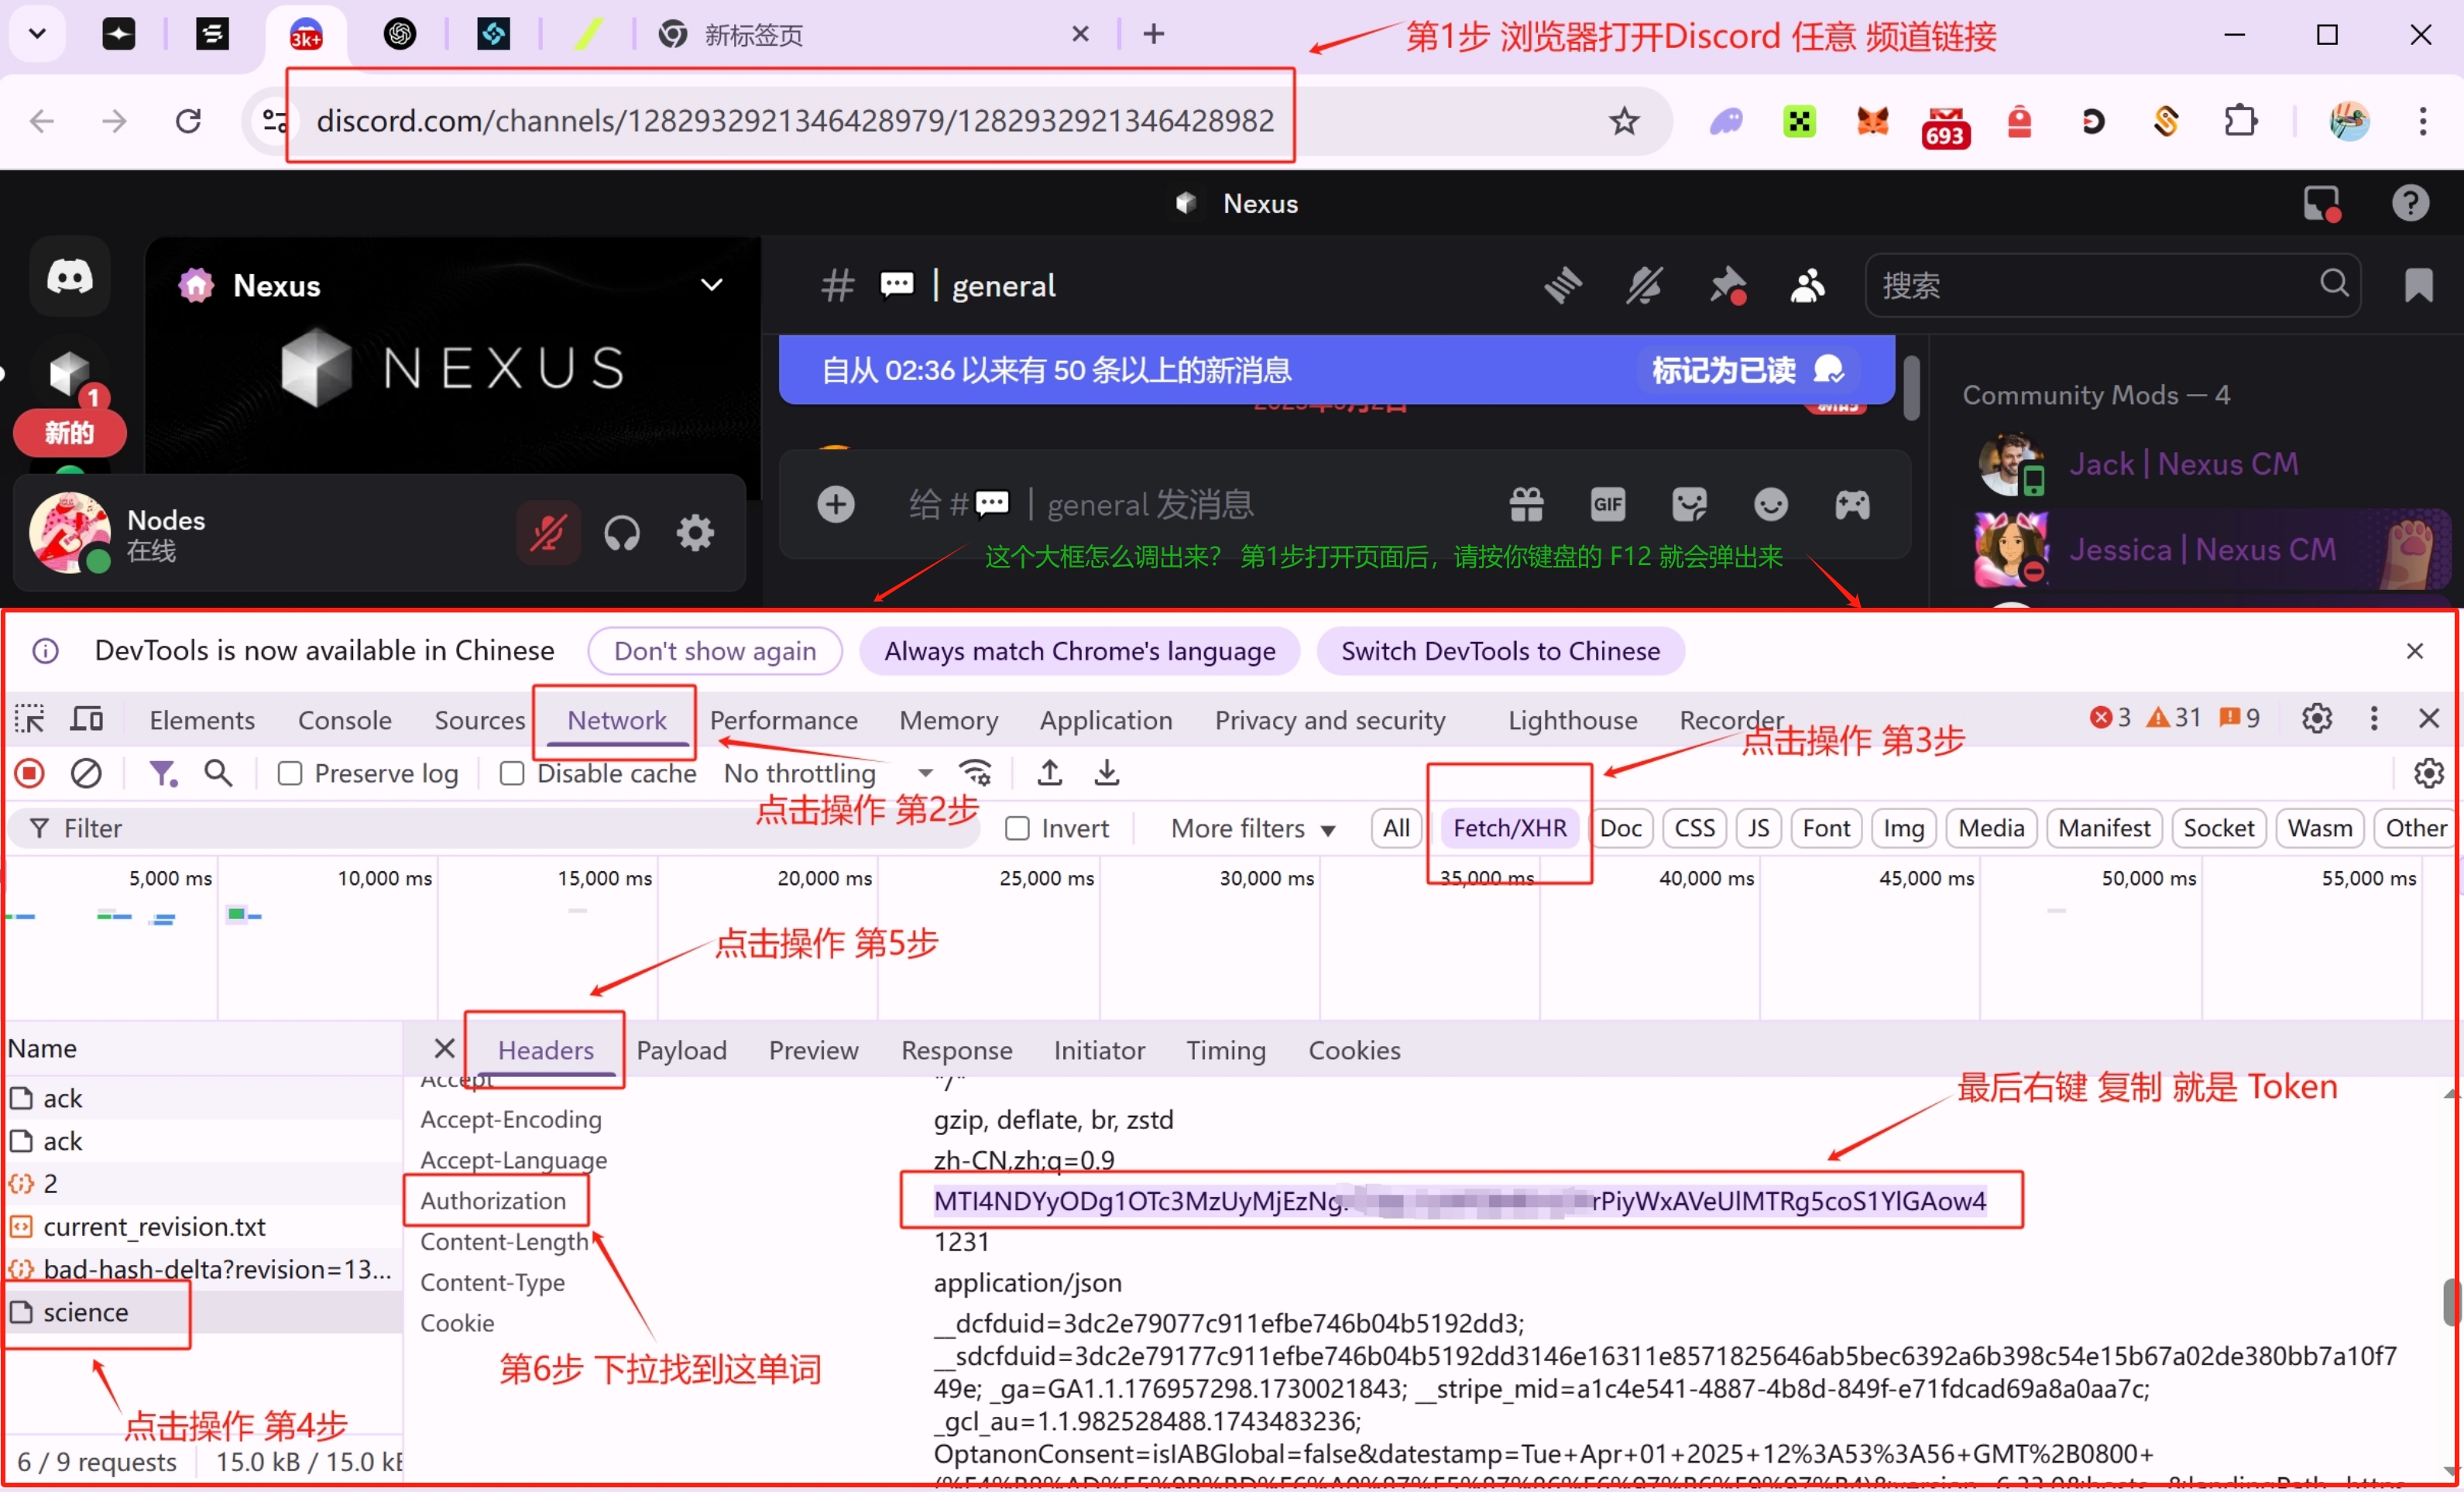 3k+
新标签页
第1步 浏览器打开Discord 任意 频道链接
discord.com/channels/1282932921346428979/1282932921346428982
693
Nexus
Nexus
NEXUS
| general
搜索
自从 02:36 以来有 50 条以上的新消息
标记为已读
Community Mods — 4
1
新的
新的
Jack | Nexus CM
给 # | general 发消息
GIF
Nodes
在线
Jessica | Nexus CM
这个大框怎么调出来? 第1步打开页面后，请按你键盘的 F12 就会弹出来
DevTools is now available in Chinese
Don't show again
Always match Chrome's language
Switch DevTools to Chinese
Elements
Console
Sources
Network
Performance
Memory
Application
Privacy and security
Lighthouse
Recorder
3
31
9
点击操作 第3步
Preserve log
Disable cache
No throttling
点击操作 第2步
Filter
Invert
More filters
All
Fetch/XHR
Doc
CSS
JS
Font
Img
Media
Manifest
Socket
Wasm
Other
5,000 ms
10,000 ms
15,000 ms
20,000 ms
25,000 ms
30,000 ms
35,000 ms
40,000 ms
45,000 ms
50,000 ms
55,000 ms
点击操作 第5步
Name
Headers
Payload
Preview
Response
Initiator
Timing
Cookies
ack
ack
2
current_revision.txt
bad-hash-delta?revision=13...
science
点击操作 第4步
6 / 9 requests
15.0 kB / 15.0 kB
Accept
Accept-Encoding
gzip, deflate, br, zstd
Accept-Language
zh-CN,zh;q=0.9
最后右键 复制 就是 Token
Authorization
MTI4NDYyODg1OTc3MzUyMjEzNg. rPiyWxAVeUlMTRg5coS1YlGAow4
Content-Length
1231
Content-Type
application/json
Cookie
__dcfduid=3dc2e79077c911efbe746b04b5192dd3;
__sdcfduid=3dc2e79177c911efbe746b04b5192dd3146e16311e8571825646ab5bec6392a6b398c54e15b67a02de380bb7a10f7
49e; _ga=GA1.1.176957298.1730021843; __stripe_mid=a1c4e541-4887-4b8d-849f-e71fdcad69a8a0aa7c;
_gcl_au=1.1.982528488.1743483236;
OptanonConsent=isIABGlobal=false&datestamp=Tue+Apr+01+2025+12%3A53%3A56+GMT%2B0800+
第6步 下拉找到这单词